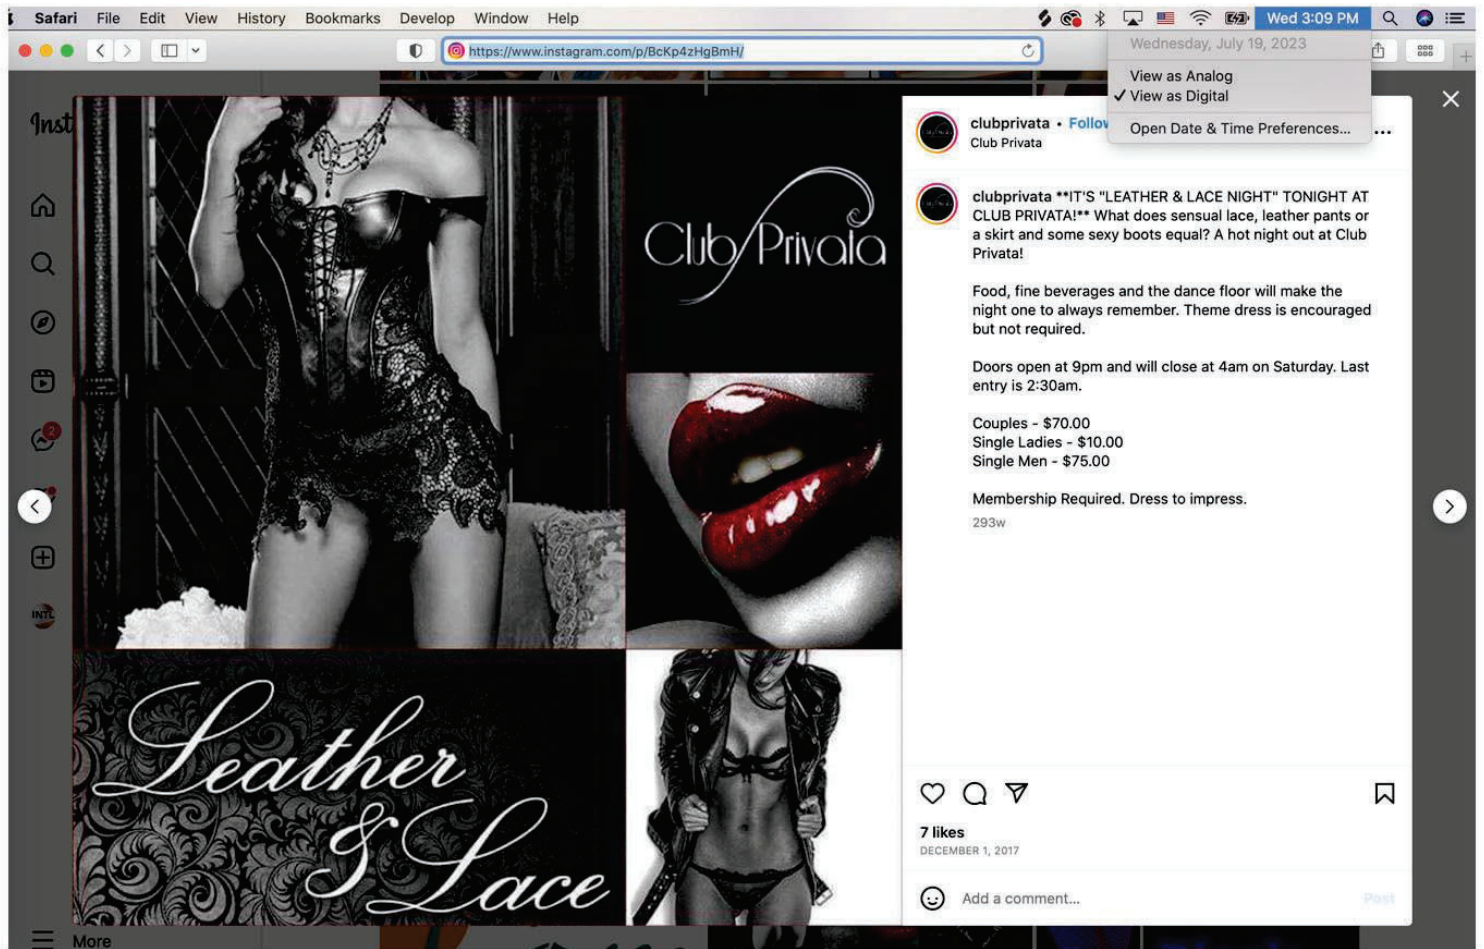 Safari File Edit View History Bookmarks Develop Window Help Wed 3:09 PM
https://www.instagram.com/p/BcKp4zHgBmH/
Wednesday, July 19, 2023
View as Analog
✓ View as Digital
Open Date & Time Preferences...
Inst
clubprivata • Follow
Club Privata
...
Club Privata
clubprivata **IT'S "LEATHER & LACE NIGHT" TONIGHT AT
CLUB PRIVATA!** What does sensual lace, leather pants or
a skirt and some sexy boots equal? A hot night out at Club
Privata!
Food, fine beverages and the dance floor will make the
night one to always remember. Theme dress is encouraged
but not required.
Doors open at 9pm and will close at 4am on Saturday. Last
entry is 2:30am.
Couples - $70.00
Single Ladies - $10.00
Single Men - $75.00
Membership Required. Dress to impress.
293w
2
INTL
Leather
& Lace
7 likes
DECEMBER 1, 2017
Add a comment... Post
More